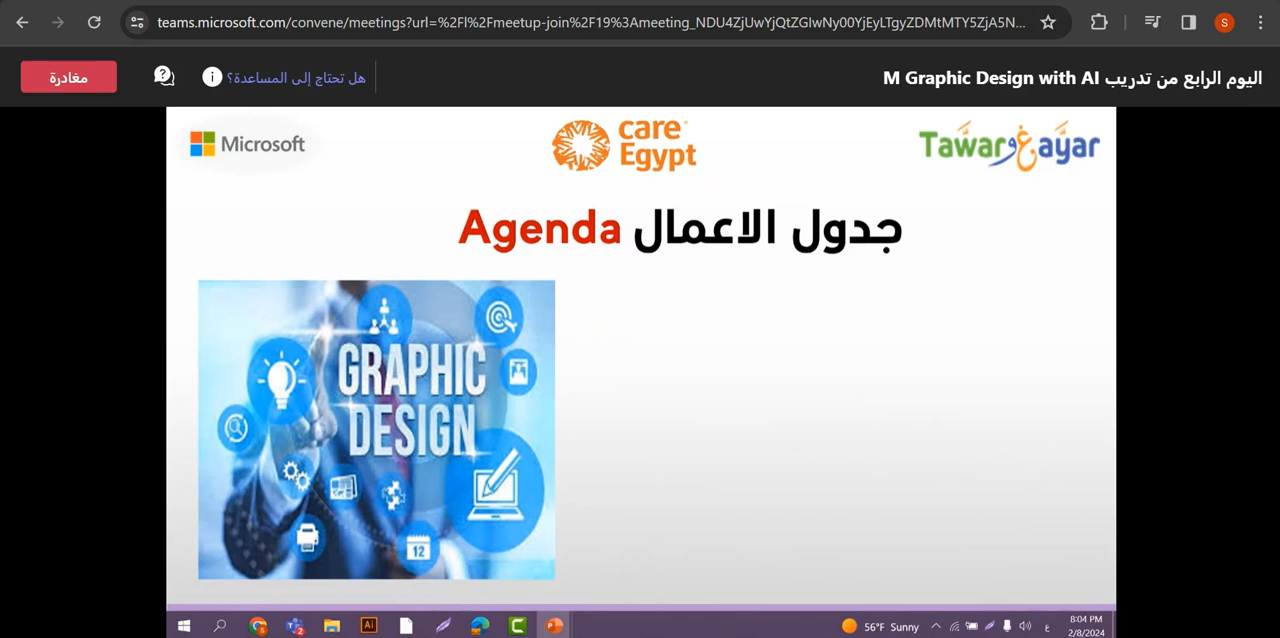 teams.microsoft.com/convene/meetings?url=%2Fl%2Fmeetup-join%2F19%3Ameeting_NDU4ZjUwYjQtZGIwNy00YjEyLTgyZDMtMTY5ZjA5N...
S
مغادرة
هل تحتاج إلى المساعدة؟
اليوم الرابع من تدريب M Graphic Design with AI
Microsoft
care
Egypt
Tawar و غ ayar
جدول الاعمال Agenda
GRAPHIC
DESIGN
12
Ai
56°F Sunny
ع
8:04 PM
2/8/2024